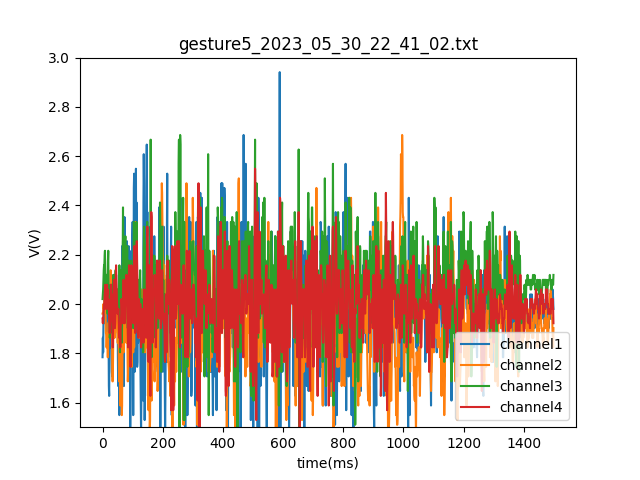 gesture5_2023_05_30_22_41_02.txt
3.0
2.8
2.6
2.4
2.2
2.0
1.8
1.6
V(V)
channel1
channel2
channel3
channel4
0 200 400 600 800 1000 1200 1400
time(ms)